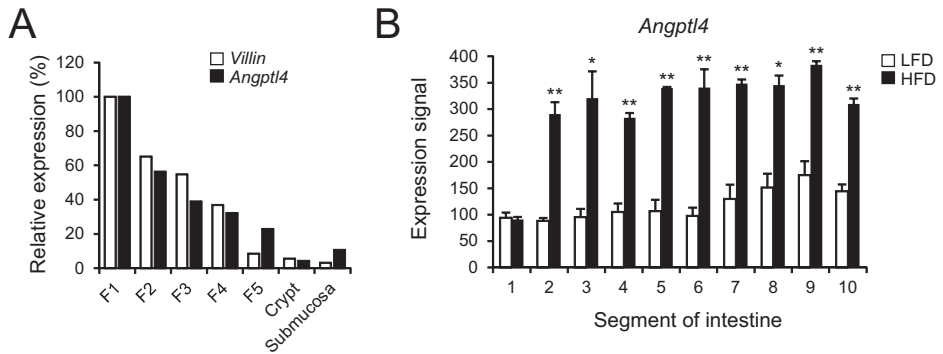 A
Villin
Angptl4
Relative expression (%)
120
100
80
60
40
20
0
F1
F2
F3
F4
F5
Crypt
Submucosa
B
Angptl4
LFD
HFD
Expression signal
400
350
300
250
200
150
100
50
0
**
*
**
**
**
**
*
**
**
1 2 3 4 5 6 7 8 9 10
Segment of intestine